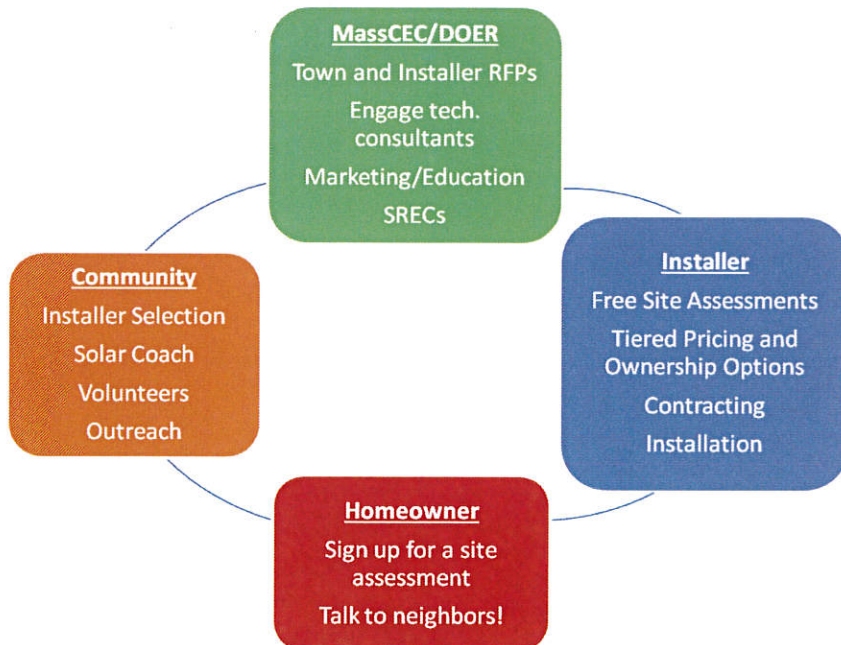 MassCEC/DOER
Town and Installer RFPs
Engage tech.
consultants
Marketing/Education
SRECs
Installer
Free Site Assessments
Tiered Pricing and
Ownership Options
Contracting
Installation
Community
Installer Selection
Solar Coach
Volunteers
Outreach
Homeowner
Sign up for a site
assessment
Talk to neighbors!